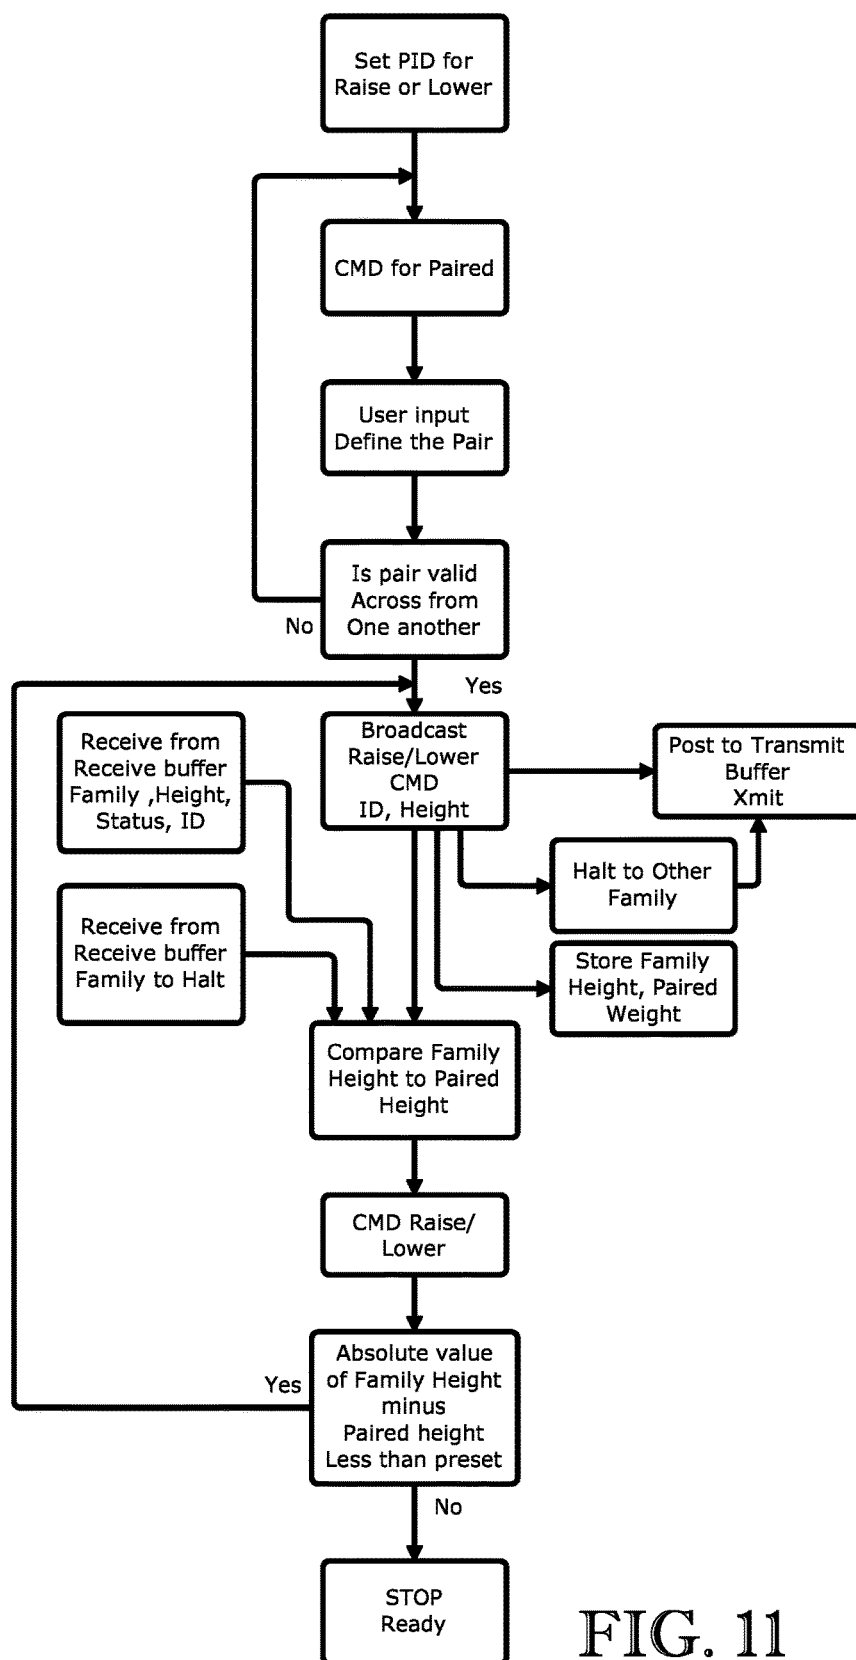 Set PID for
Raise or Lower
CMD for Paired
User input
Define the Pair
Is pair valid
Across from
One another
No
Yes
Receive from
Receive buffer
Family ,Height,
Status, ID
Broadcast
Raise/Lower
CMD
ID, Height
Post to Transmit
Buffer
Xmit
Halt to Other
Family
Receive from
Receive buffer
Family to Halt
Store Family
Height, Paired
Weight
Compare Family
Height to Paired
Height
CMD Raise/
Lower
Yes
Absolute value
of Family Height
minus
Paired height
Less than preset
No
STOP
Ready
FIG. 11